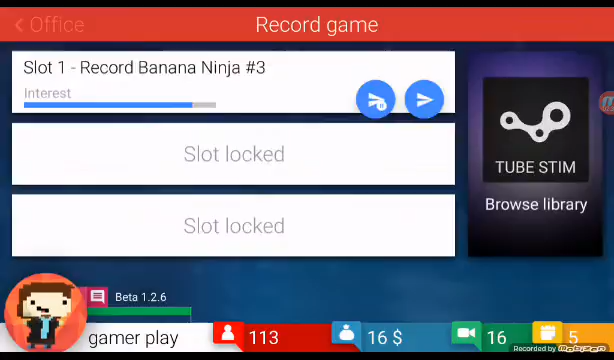 < Office
Record game
Slot 1 - Record Banana Ninja #3
Interest
Slot locked
Slot locked
TUBE STIM
Browse library
Beta 1.2.6
gamer play
113
16 $
16
5
Recorded by Mobizen